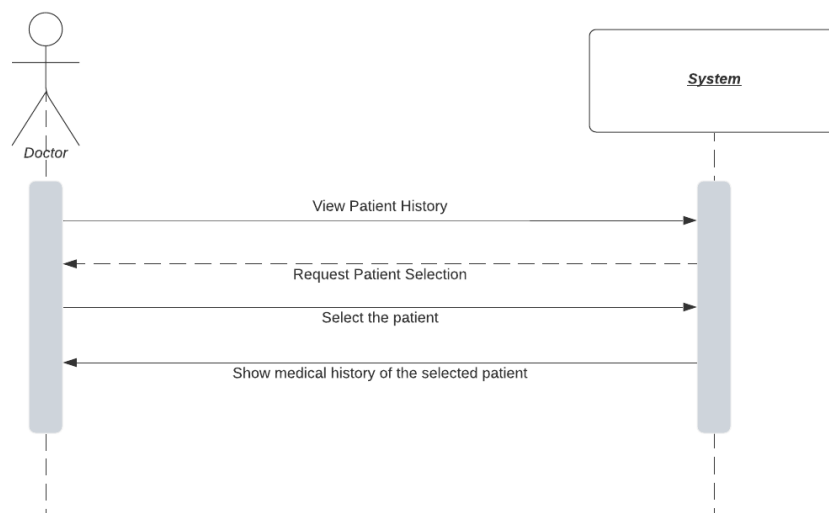 System
Doctor
View Patient History
Request Patient Selection
Select the patient
Show medical history of the selected patient